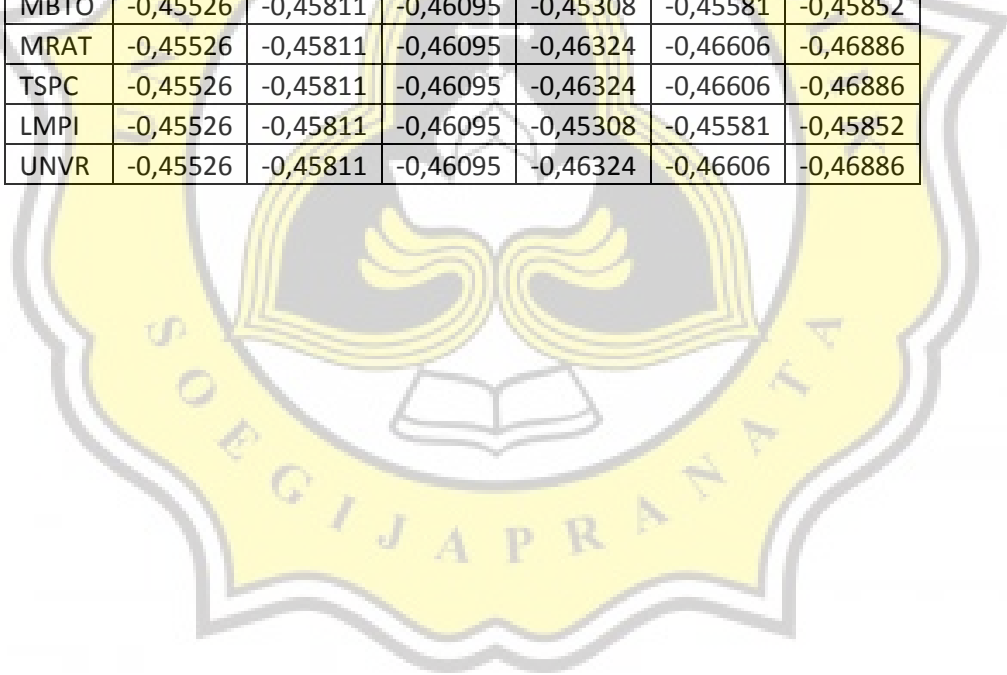 MBTO -0,45526 -0,45811 -0,46095 -0,45308 -0,45581 -0,45852
MRAT -0,45526 -0,45811 -0,46095 -0,46324 -0,46606 -0,46886
TSPC -0,45526 -0,45811 -0,46095 -0,46324 -0,46606 -0,46886
LMPI -0,45526 -0,45811 -0,46095 -0,45308 -0,45581 -0,45852
UNVR -0,45526 -0,45811 -0,46095 -0,46324 -0,46606 -0,46886
SOEGIJAPRANATA